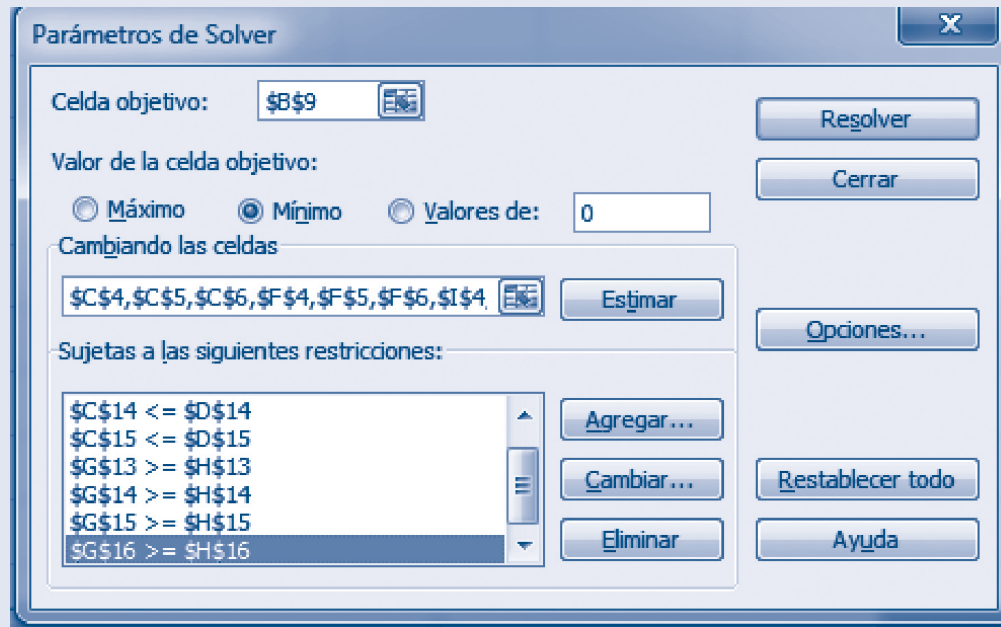 Parámetros de Solver
X
Celda objetivo: $B$9
Resolver
Valor de la celda objetivo:
Cerrar
Máximo Mínimo Valores de: 0
Cambiando las celdas
$C$4,$C$5,$C$6,$F$4,$F$5,$F$6,$I$4, Estimar
Opciones...
Sujetas a las siguientes restricciones:
$C$14 <= $D$14
$C$15 <= $D$15
$G$13 >= $H$13
$G$14 >= $H$14
$G$15 >= $H$15
$G$16 >= $H$16
Agregar...
Cambiar...
Eliminar
Restablecer todo
Ayuda